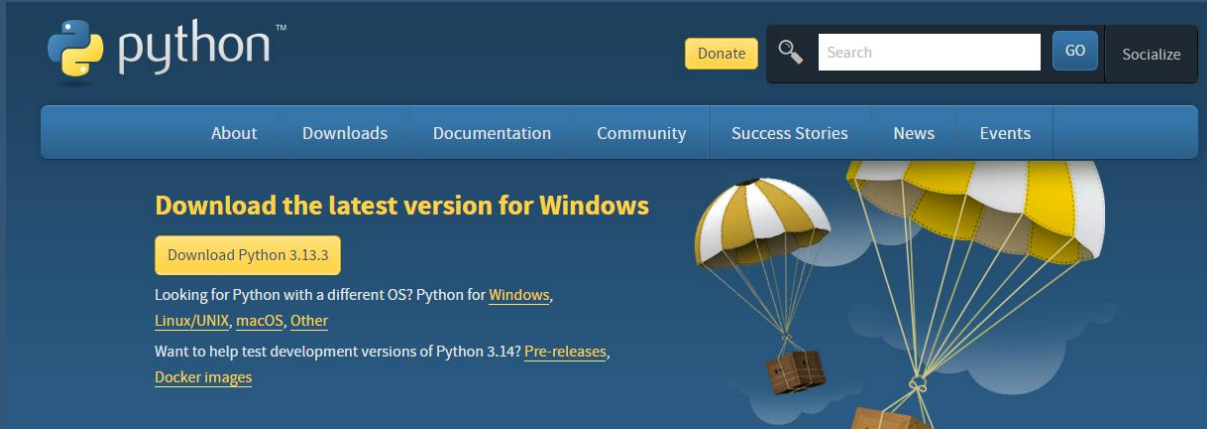 python™
Donate
Search
GO
Socialize
About Downloads Documentation Community Success Stories News Events
Download the latest version for Windows
Download Python 3.13.3
Looking for Python with a different OS? Python for Windows,
Linux/UNIX, macOS, Other
Want to help test development versions of Python 3.14? Pre-releases,
Docker images